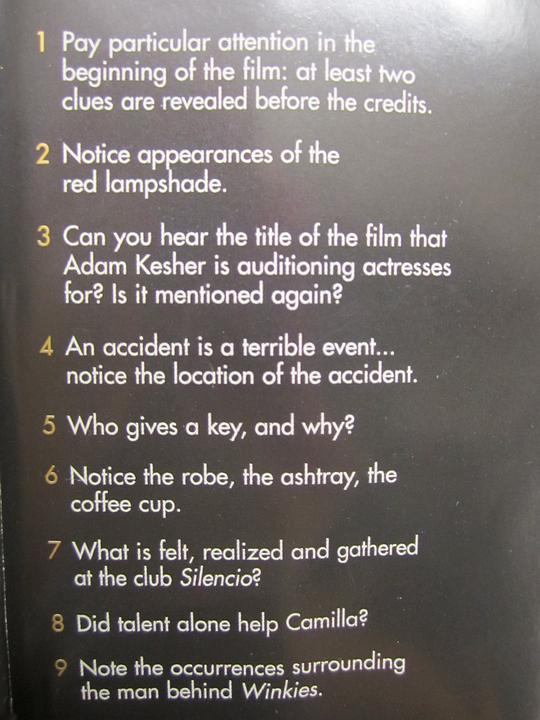 1 Pay particular attention in the
beginning of the film: at least two
clues are revealed before the credits.
2 Notice appearances of the
red lampshade.
3 Can you hear the title of the film that
Adam Kesher is auditioning actresses
for? Is it mentioned again?
4 An accident is a terrible event...
notice the location of the accident.
5 Who gives a key, and why?
6 Notice the robe, the ashtray, the
coffee cup.
7 What is felt, realized and gathered
at the club Silencio?
8 Did talent alone help Camilla?
9 Note the occurrences surrounding
the man behind Winkies.